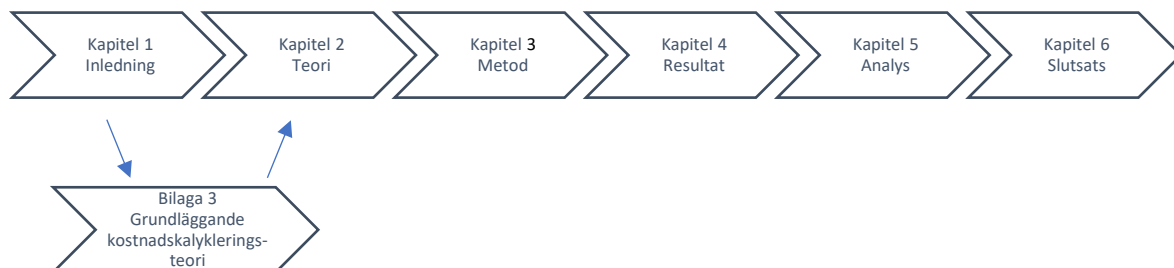 Kapitel 1
Inledning
Kapitel 2
Teori
Kapitel 3
Metod
Kapitel 4
Resultat
Kapitel 5
Analys
Kapitel 6
Slutsats
Bilaga 3
Grundläggande
kostnadskalyklerings-
teori